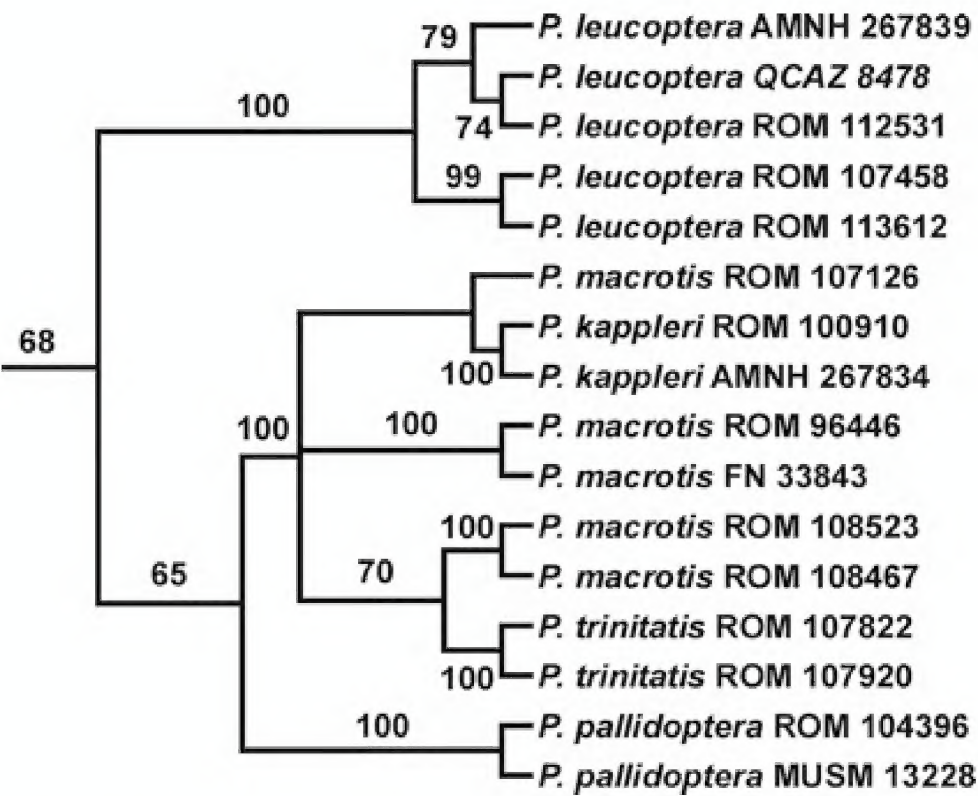 79
P. leucoptera AMNH 267839
P. leucoptera QCAZ 8478
100
74
P. leucoptera ROM 112531
99
P. leucoptera ROM 107458
P. leucoptera ROM 113612
P. macrotis ROM 107126
P. kappleri ROM 100910
68
100
P. kappleri AMNH 267834
100
100
P. macrotis ROM 96446
P. macrotis FN 33843
100
P. macrotis ROM 108523
65
70
P. macrotis ROM 108467
P. trinitatis ROM 107822
100
P. trinitatis ROM 107920
100
P. pallidoptera ROM 104396
P. pallidoptera MUSM 13228